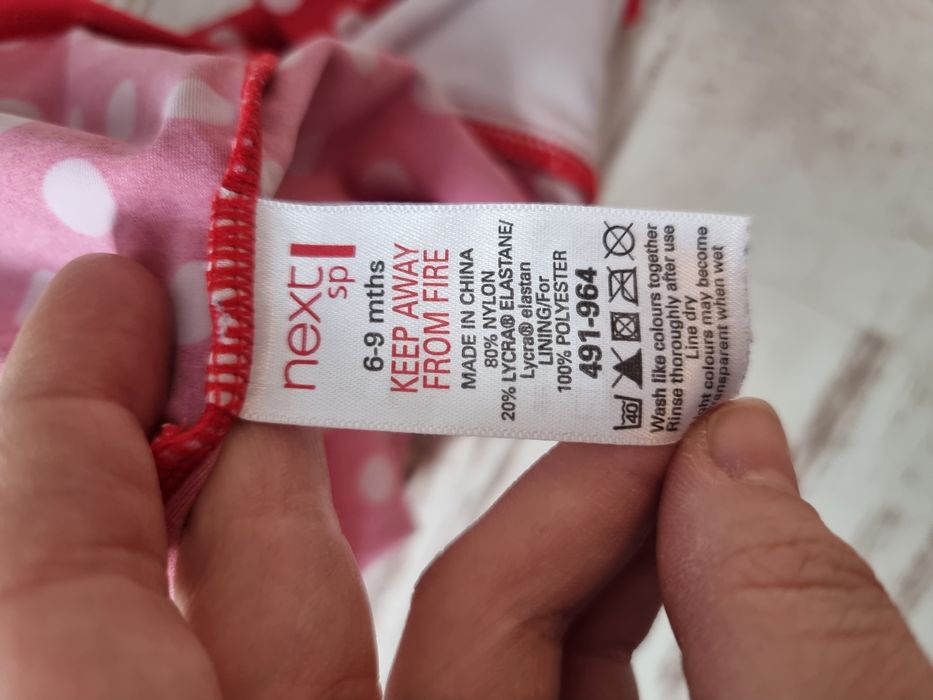 next
sp
6-9 mths
KEEP AWAY
FROM FIRE
MADE IN CHINA
80% NYLON
20% LYCRA® ELASTANE/
Lycra® elastan
LINING/For
100% POLYESTER
491-964
40
Wash like colours together
Rinse thoroughly after use
Line dry
colours may become
when wet